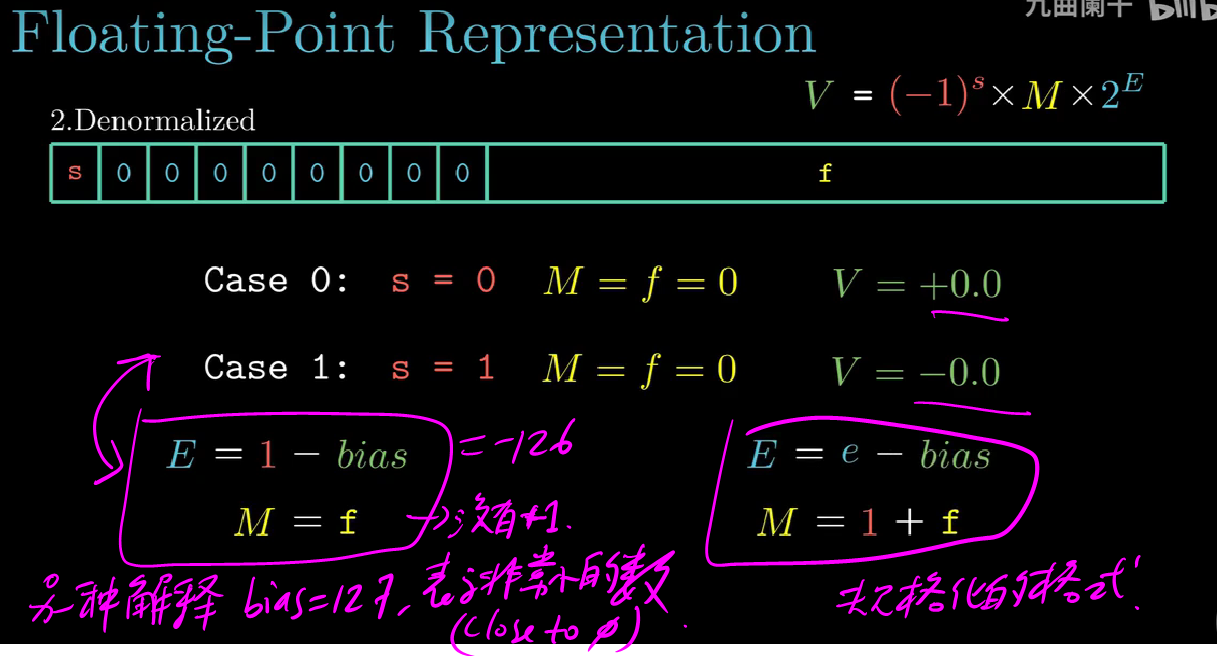 九曲阑干 bilib
Floating-Point Representation
V = (−1)^s × M × 2^E
2.Denormalized
s 0 0 0 0 0 0 0 0 f
Case 0: s = 0 M = f = 0 V = +0.0
Case 1: s = 1 M = f = 0 V = −0.0
E = 1 − bias = −126 E = e − bias
M = f → 没有+1. M = 1 + f
另一种解释 bias=127, 表示非常小的数 规格化的格式!
(close to 0).